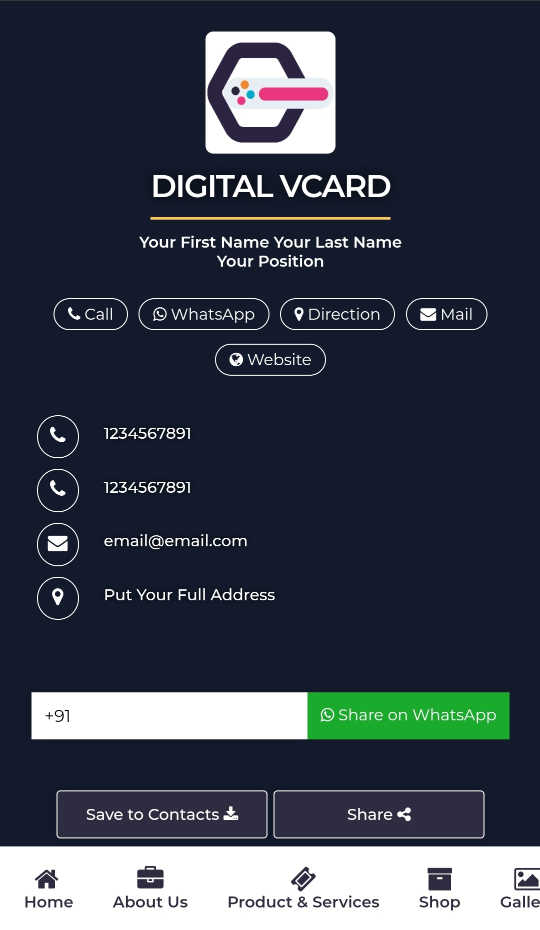 DIGITAL VCARD
Your First Name Your Last Name
Your Position
Call WhatsApp Direction Mail
Website
1234567891
1234567891
email@email.com
Put Your Full Address
+91 Share on WhatsApp
Save to Contacts Share
Home About Us Product & Services Shop Galle